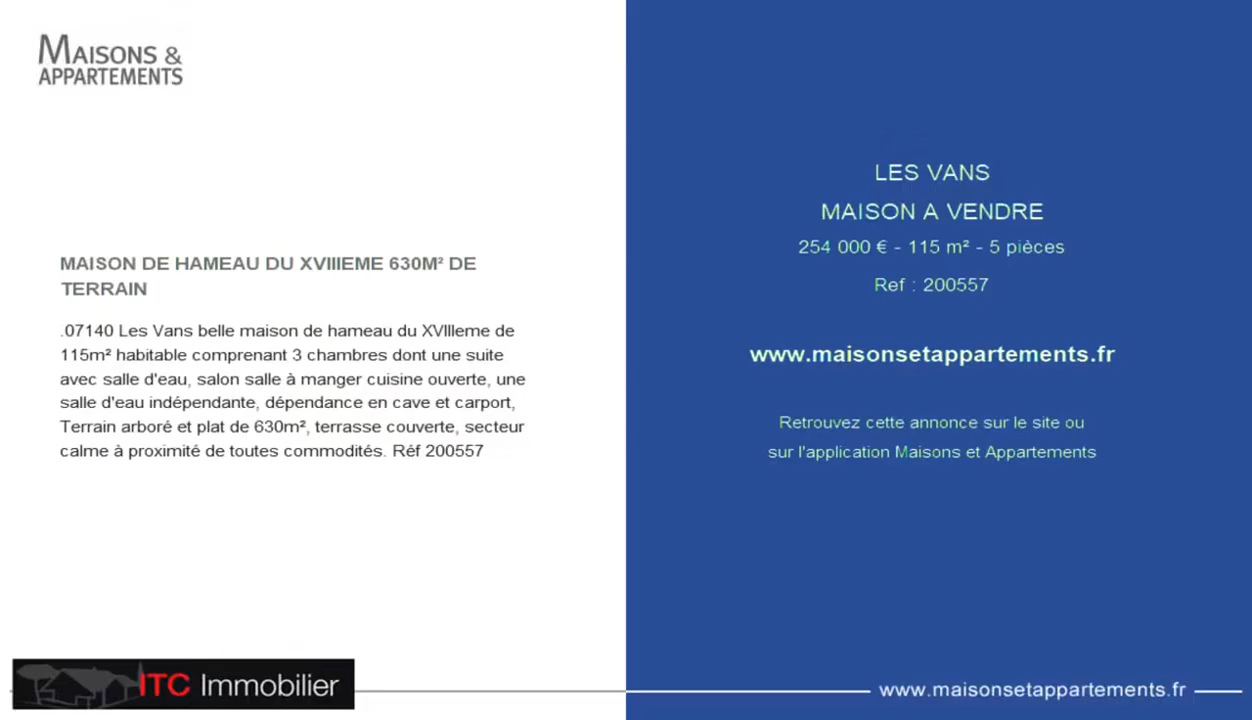 MAISONS &
APPARTEMENTS
MAISON DE HAMEAU DU XVIIIEME 630M² DE
TERRAIN
.07140 Les Vans belle maison de hameau du XVIIIeme de
115m² habitable comprenant 3 chambres dont une suite
avec salle d'eau, salon salle à manger cuisine ouverte, une
salle d'eau indépendante, dépendance en cave et carport,
Terrain arboré et plat de 630m², terrasse couverte, secteur
calme à proximité de toutes commodités. Réf 200557
ITC Immobilier
LES VANS
MAISON A VENDRE
254 000 € - 115 m² - 5 pièces
Ref : 200557
www.maisonsetappartements.fr
Retrouvez cette annonce sur le site ou
sur l'application Maisons et Appartements
www.maisonsetappartements.fr